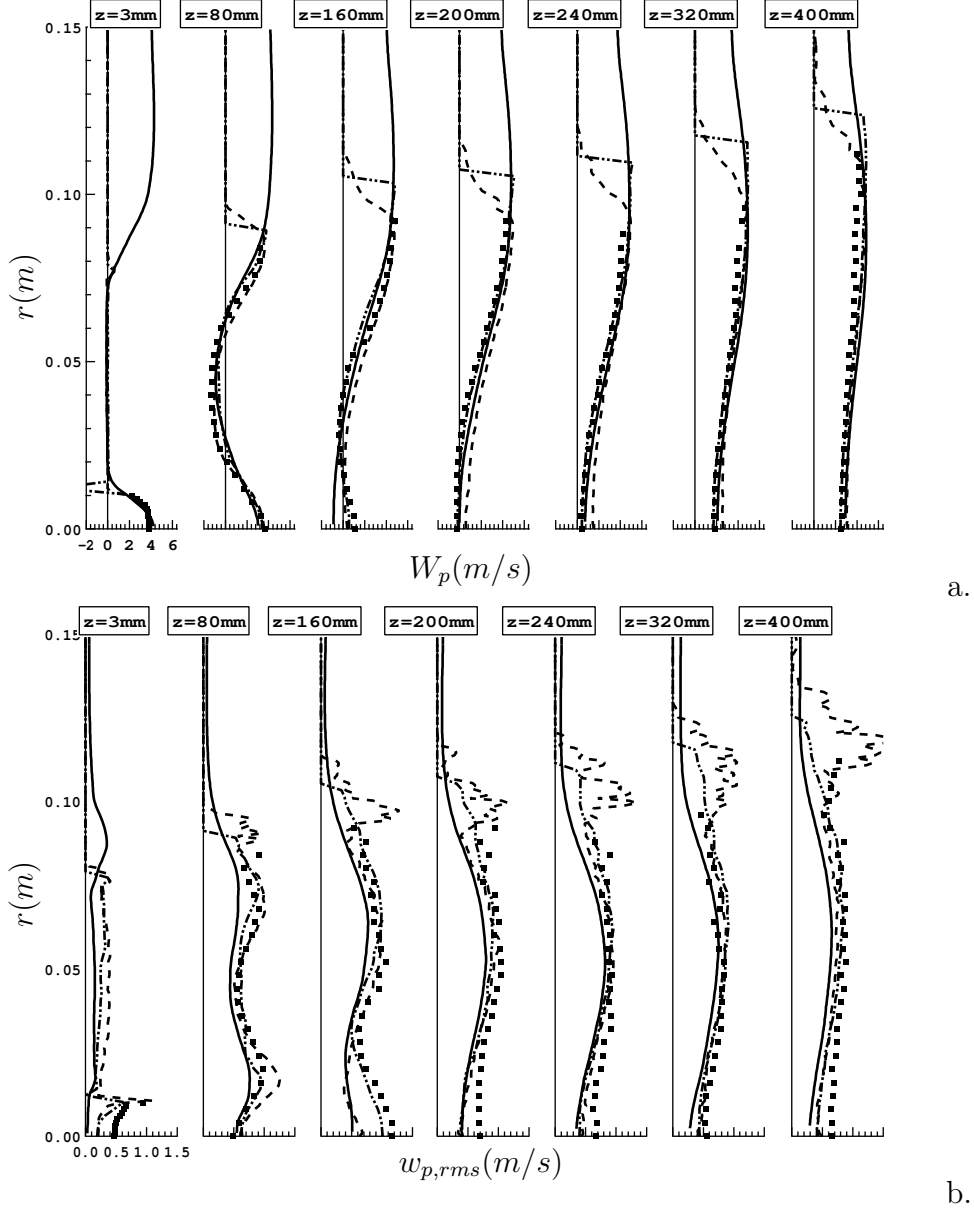 z=3mm z=80mm z=160mm z=200mm z=240mm z=320mm z=400mm
0.15
0.10
r(m)
0.05
0.00
-2 0 2 4 6
W_p(m/s)
a.
z=3mm z=80mm z=160mm z=200mm z=240mm z=320mm z=400mm
0.15
0.10
r(m)
0.05
0.00
0.0 0.5 1.0 1.5
w_{p,rms}(m/s)
b.